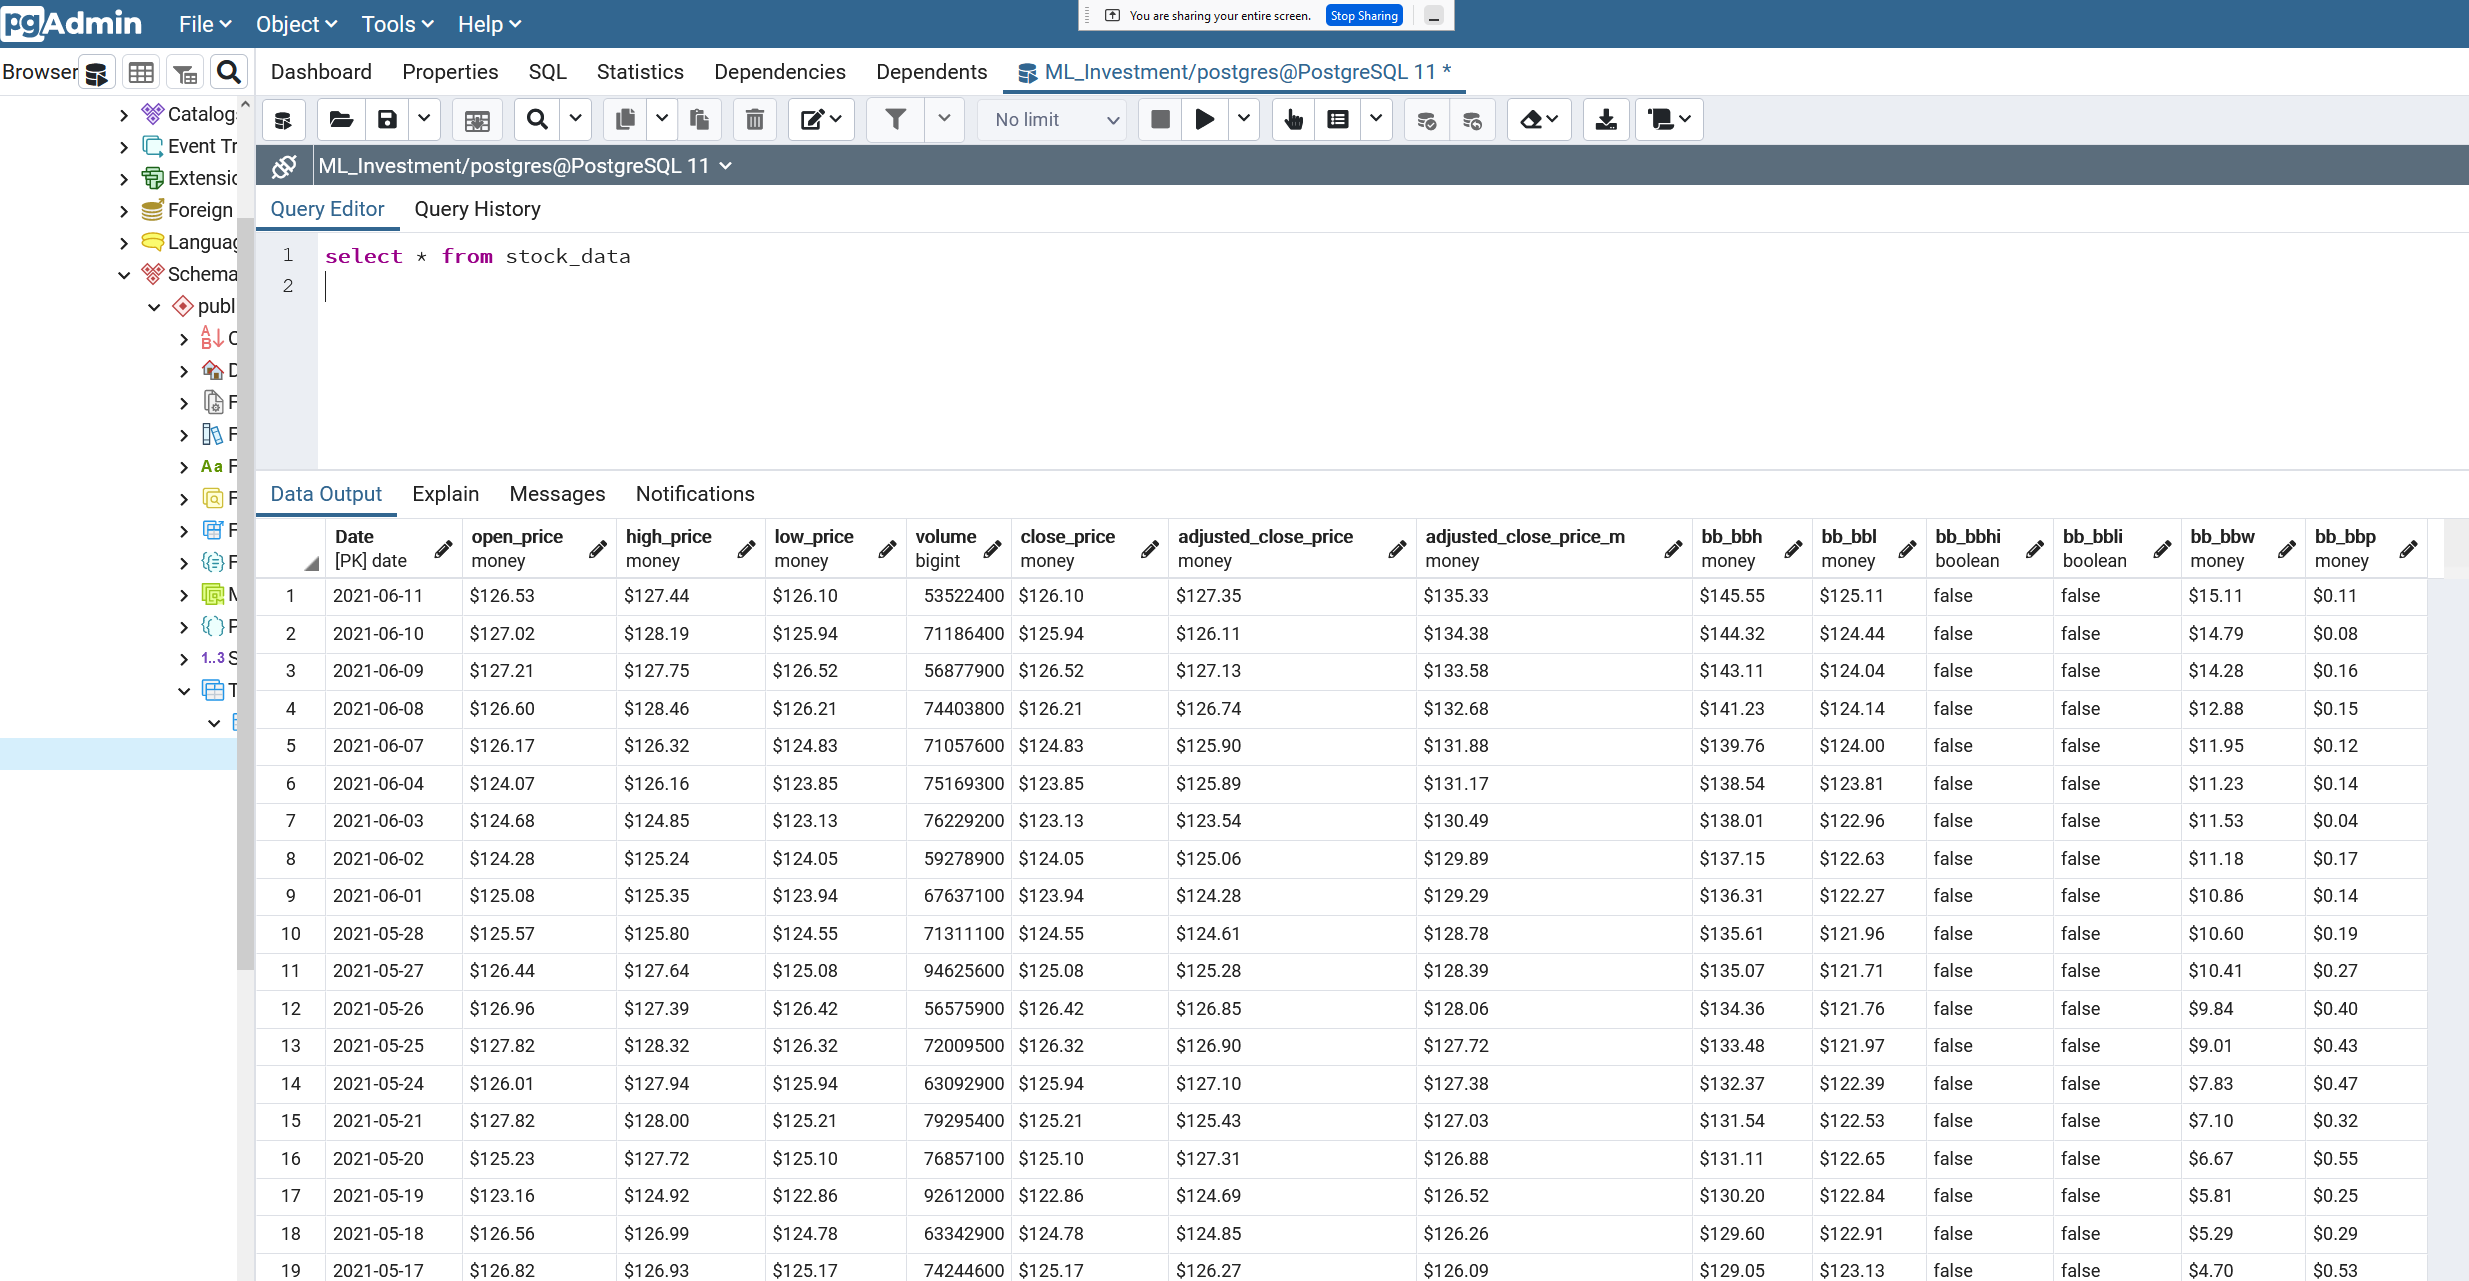 pgAdmin File Object Tools Help
You are sharing your entire screen. Stop Sharing
Browser
Dashboard Properties SQL Statistics Dependencies Dependents ML_Investment/postgres@PostgreSQL 11 *
Catalog
Event Tr
Extensio
Foreign
Languag
Schema
publ
No limit
ML_Investment/postgres@PostgreSQL 11
Query Editor Query History
1 select * from stock_data
2
Data Output Explain Messages Notifications
Date open_price high_price low_price volume close_price adjusted_close_price adjusted_close_price_m bb_bbh bb_bbl bb_bbhi bb_bbli bb_bbw bb_bbp
[PK] date money money money bigint money money money money money boolean boolean money money
1 2021-06-11 $126.53 $127.44 $126.10 53522400 $126.10 $127.35 $135.33 $145.55 $125.11 false false $15.11 $0.11
2 2021-06-10 $127.02 $128.19 $125.94 71186400 $125.94 $126.11 $134.38 $144.32 $124.44 false false $14.79 $0.08
3 2021-06-09 $127.21 $127.75 $126.52 56877900 $126.52 $127.13 $133.58 $143.11 $124.04 false false $14.28 $0.16
4 2021-06-08 $126.60 $128.46 $126.21 74403800 $126.21 $126.74 $132.68 $141.23 $124.14 false false $12.88 $0.15
5 2021-06-07 $126.17 $126.32 $124.83 71057600 $124.83 $125.90 $131.88 $139.76 $124.00 false false $11.95 $0.12
6 2021-06-04 $124.07 $126.16 $123.85 75169300 $123.85 $125.89 $131.17 $138.54 $123.81 false false $11.23 $0.14
7 2021-06-03 $124.68 $124.85 $123.13 76229200 $123.13 $123.54 $130.49 $138.01 $122.96 false false $11.53 $0.04
8 2021-06-02 $124.28 $125.24 $124.05 59278900 $124.05 $125.06 $129.89 $137.15 $122.63 false false $11.18 $0.17
9 2021-06-01 $125.08 $125.35 $123.94 67637100 $123.94 $124.28 $129.29 $136.31 $122.27 false false $10.86 $0.14
10 2021-05-28 $125.57 $125.80 $124.55 71311100 $124.55 $124.61 $128.78 $135.61 $121.96 false false $10.60 $0.19
11 2021-05-27 $126.44 $127.64 $125.08 94625600 $125.08 $125.28 $128.39 $135.07 $121.71 false false $10.41 $0.27
12 2021-05-26 $126.96 $127.39 $126.42 56575900 $126.42 $126.85 $128.06 $134.36 $121.76 false false $9.84 $0.40
13 2021-05-25 $127.82 $128.32 $126.32 72009500 $126.32 $126.90 $127.72 $133.48 $121.97 false false $9.01 $0.43
14 2021-05-24 $126.01 $127.94 $125.94 63092900 $125.94 $127.10 $127.38 $132.37 $122.39 false false $7.83 $0.47
15 2021-05-21 $127.82 $128.00 $125.21 79295400 $125.21 $125.43 $127.03 $131.54 $122.53 false false $7.10 $0.32
16 2021-05-20 $125.23 $127.72 $125.10 76857100 $125.10 $127.31 $126.88 $131.11 $122.65 false false $6.67 $0.55
17 2021-05-19 $123.16 $124.92 $122.86 92612000 $122.86 $124.69 $126.52 $130.20 $122.84 false false $5.81 $0.25
18 2021-05-18 $126.56 $126.99 $124.78 63342900 $124.78 $124.85 $126.26 $129.60 $122.91 false false $5.29 $0.29
19 2021-05-17 $126.82 $126.93 $125.17 74244600 $125.17 $126.27 $126.09 $129.05 $123.13 false false $4.70 $0.53